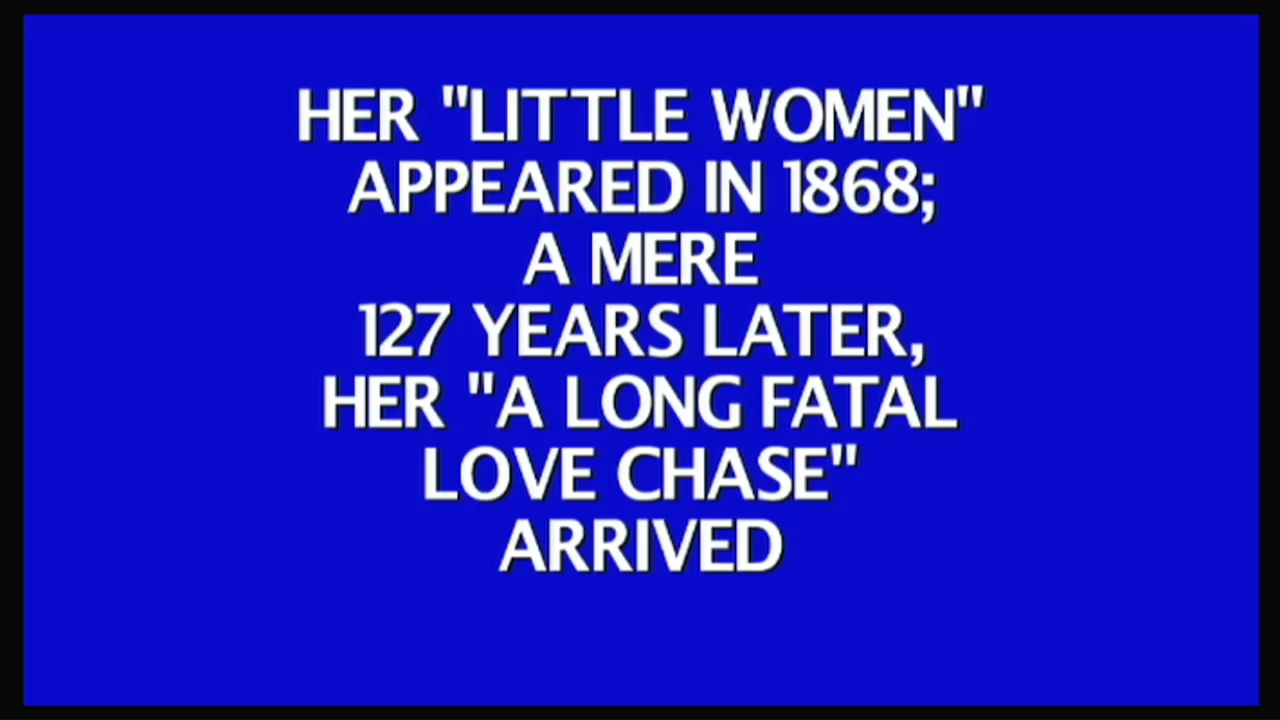 HER "LITTLE WOMEN"
APPEARED IN 1868;
A MERE
127 YEARS LATER,
HER "A LONG FATAL
LOVE CHASE"
ARRIVED